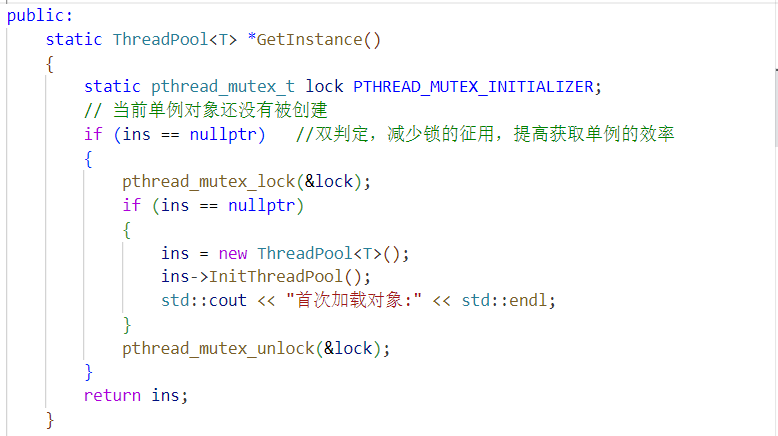 public:
    static ThreadPool<T> *GetInstance()
    {
        static pthread_mutex_t lock PTHREAD_MUTEX_INITIALIZER;
        // 当前单例对象还没有被创建
        if (ins == nullptr)   //双判定，减少锁的征用，提高获取单例的效率
        {
            pthread_mutex_lock(&lock);
            if (ins == nullptr)
            {
                ins = new ThreadPool<T>();
                ins->InitThreadPool();
                std::cout << "首次加载对象:" << std::endl;
            }
            pthread_mutex_unlock(&lock);
        }
        return ins;
    }